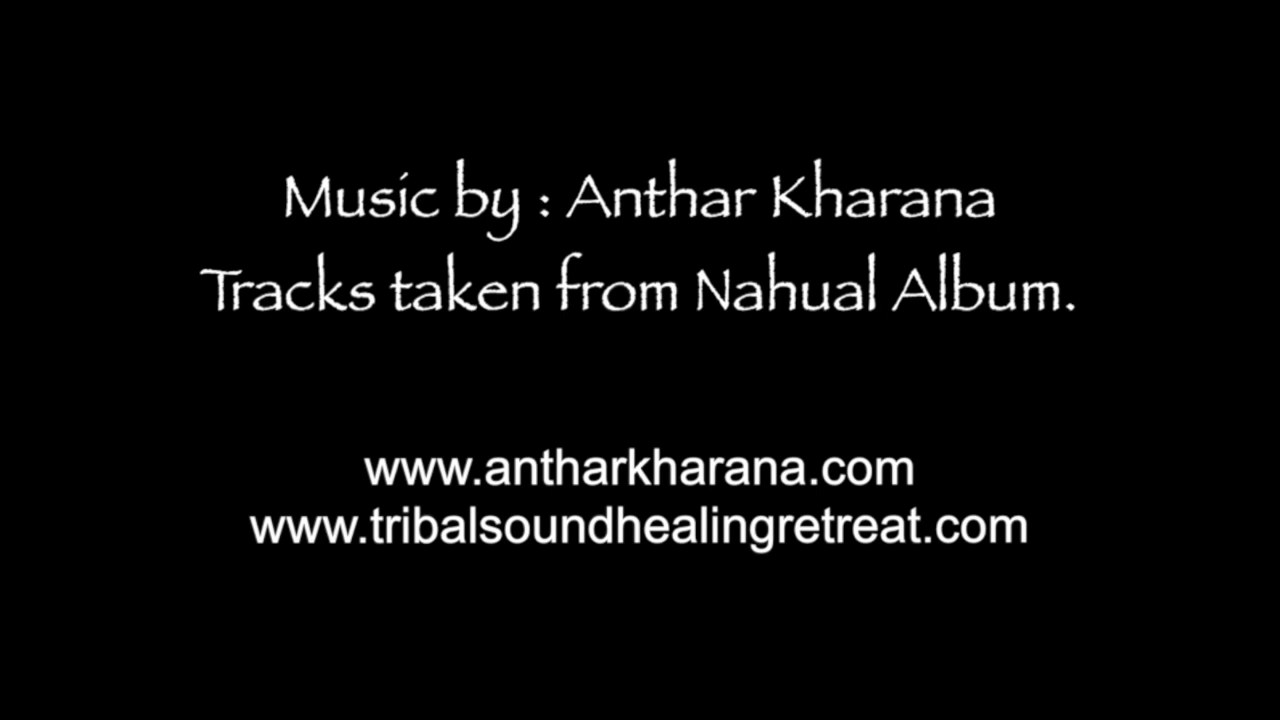 Music by : Anthar Kharana
Tracks taken from Nahual Album.
www.antharkharana.com
www.tribalsoundhealingretreat.com